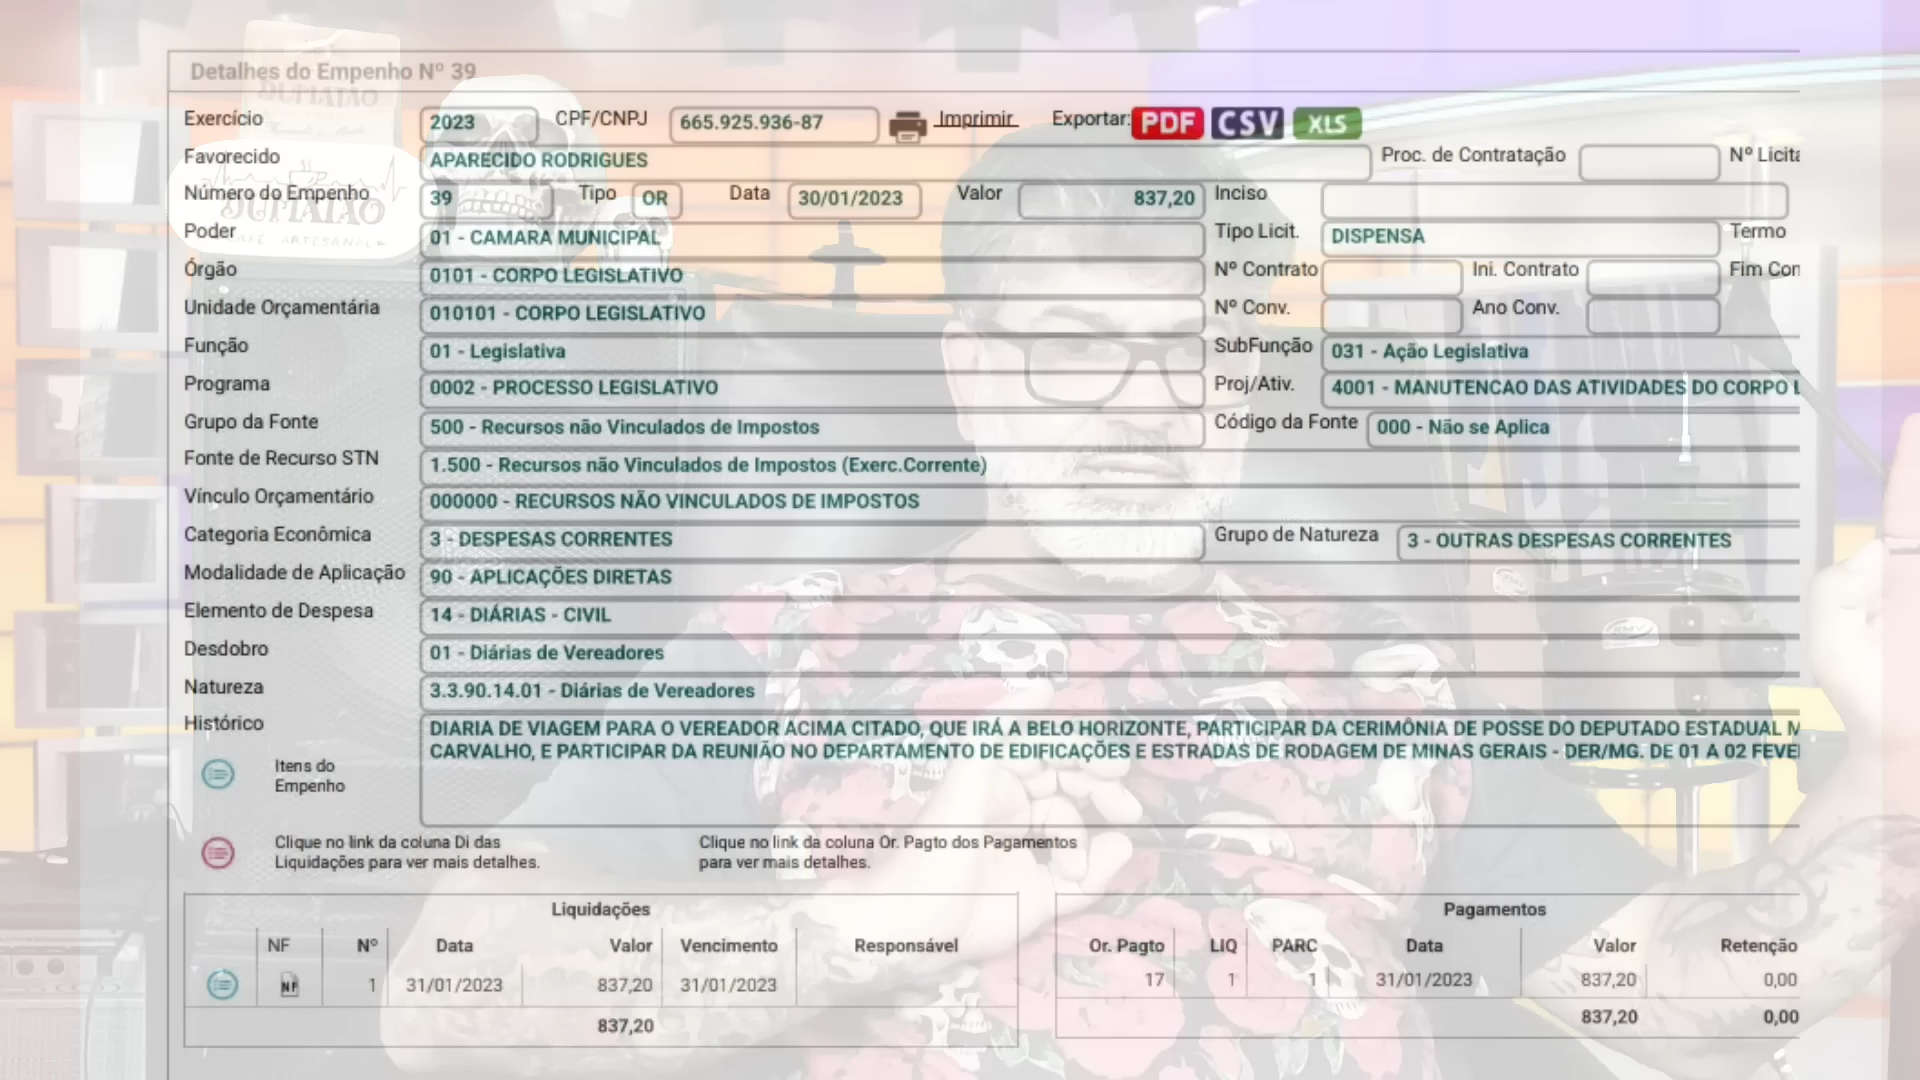 Detalhes do Empenho Nº 39
DUMATÃO
Exercício 2023 CPF/CNPJ 665.925.936-87 Imprimir Exportar: PDF CSV XLS
Favorecido APARECIDO RODRIGUES Proc. de Contratação Nº Licita
Número do Empenho 39 Tipo OR Data 30/01/2023 Valor 837,20 Inciso
DUMATÃO
CAFÉ ARTESANAL
Poder 01 - CAMARA MUNICIPAL Tipo Licit. DISPENSA Termo
Órgão 0101 - CORPO LEGISLATIVO Nº Contrato Ini. Contrato Fim Con
Unidade Orçamentária 010101 - CORPO LEGISLATIVO Nº Conv. Ano Conv.
Função 01 - Legislativa SubFunção 031 - Ação Legislativa
Programa 0002 - PROCESSO LEGISLATIVO Proj/Ativ. 4001 - MANUTENCAO DAS ATIVIDADES DO CORPO L
Grupo da Fonte 500 - Recursos não Vinculados de Impostos Código da Fonte 000 - Não se Aplica
Fonte de Recurso STN 1.500 - Recursos não Vinculados de Impostos (Exerc.Corrente)
Vínculo Orçamentário 000000 - RECURSOS NÃO VINCULADOS DE IMPOSTOS
Categoria Econômica 3 - DESPESAS CORRENTES Grupo de Natureza 3 - OUTRAS DESPESAS CORRENTES
Modalidade de Aplicação 90 - APLICAÇÕES DIRETAS
Elemento de Despesa 14 - DIÁRIAS - CIVIL
Desdobro 01 - Diárias de Vereadores
Natureza 3.3.90.14.01 - Diárias de Vereadores
Histórico DIARIA DE VIAGEM PARA O VEREADOR ACIMA CITADO, QUE IRÁ A BELO HORIZONTE, PARTICIPAR DA CERIMÔNIA DE POSSE DO DEPUTADO ESTADUAL M
CARVALHO, E PARTICIPAR DA REUNIÃO NO DEPARTAMENTO DE EDIFICAÇÕES E ESTRADAS DE RODAGEM DE MINAS GERAIS - DER/MG. DE 01 A 02 FEVE
Itens do
Empenho
Clique no link da coluna Di das
Liquidações para ver mais detalhes.
Clique no link da coluna Or. Pagto dos Pagamentos
para ver mais detalhes.
Liquidações
NF Nº Data Valor Vencimento Responsável
NF 1 31/01/2023 837,20 31/01/2023
837,20
Pagamentos
Or. Pagto LIQ PARC Data Valor Retenção
17 1 1 31/01/2023 837,20 0,00
837,20 0,00